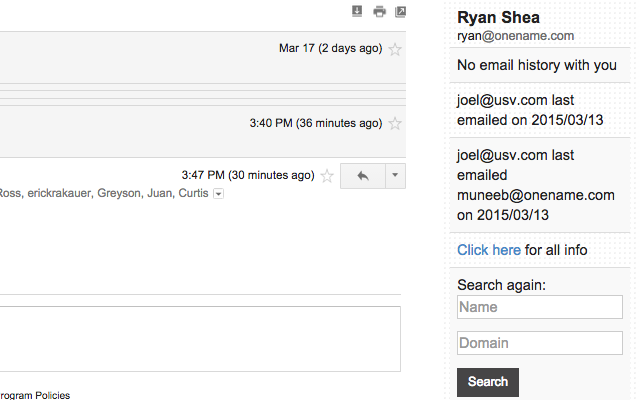 Mar 17 (2 days ago)
3:40 PM (36 minutes ago)
3:47 PM (30 minutes ago)
Ross, erickrakauer, Greyson, Juan, Curtis
rogram Policies
Ryan Shea
ryan@onename.com
No email history with you
joel@usv.com last
emailed on 2015/03/13
joel@usv.com last
emailed
muneeb@onename.com
on 2015/03/13
Click here for all info
Search again:
Name
Domain
Search